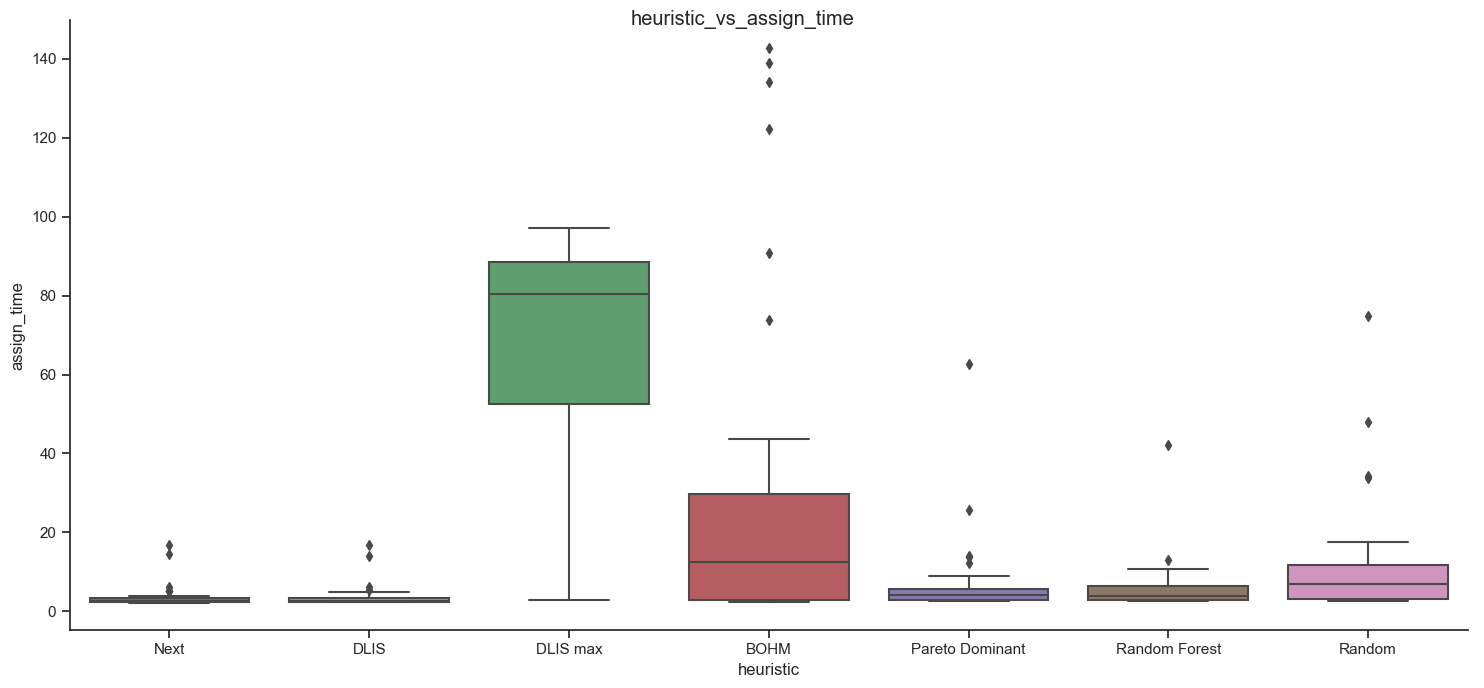 heuristic_vs_assign_time
140
120
100
80
60
40
20
0
assign_time
Next DLIS DLIS max BOHM Pareto Dominant Random Forest Random
heuristic